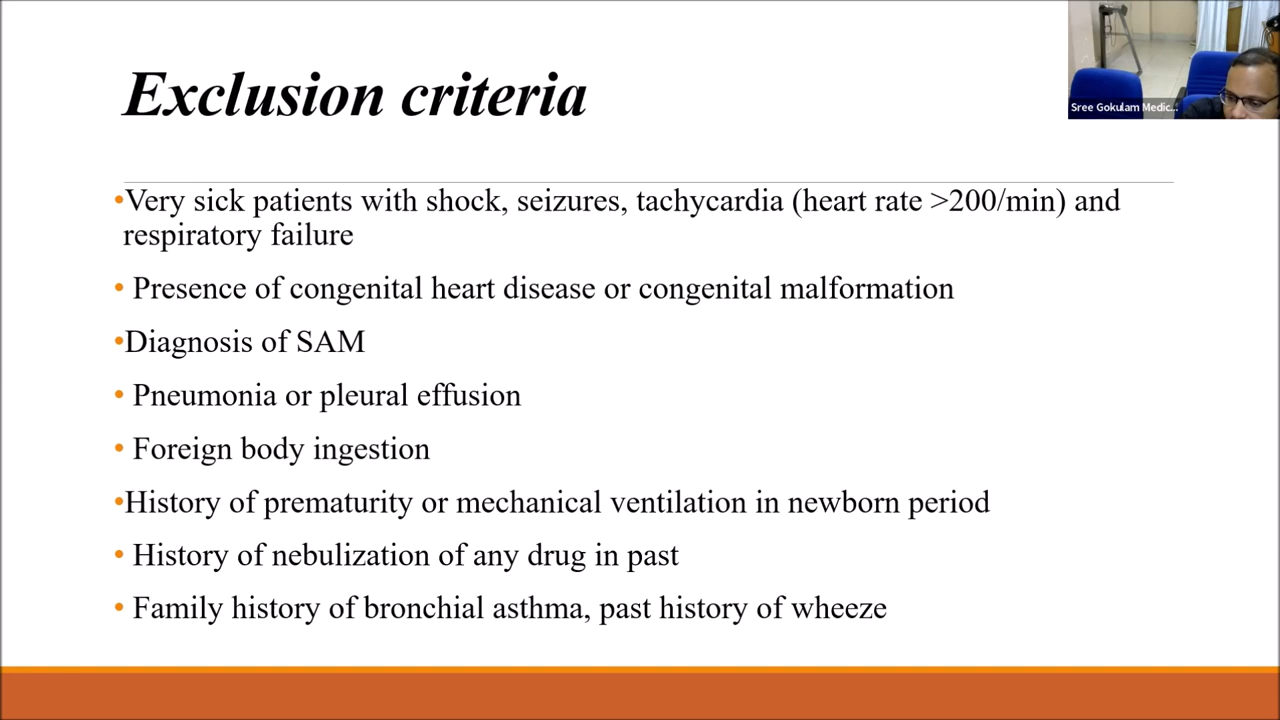 Exclusion criteria
Sree Gokulam Medic...
•Very sick patients with shock, seizures, tachycardia (heart rate >200/min) and
respiratory failure
• Presence of congenital heart disease or congenital malformation
•Diagnosis of SAM
• Pneumonia or pleural effusion
• Foreign body ingestion
•History of prematurity or mechanical ventilation in newborn period
• History of nebulization of any drug in past
• Family history of bronchial asthma, past history of wheeze